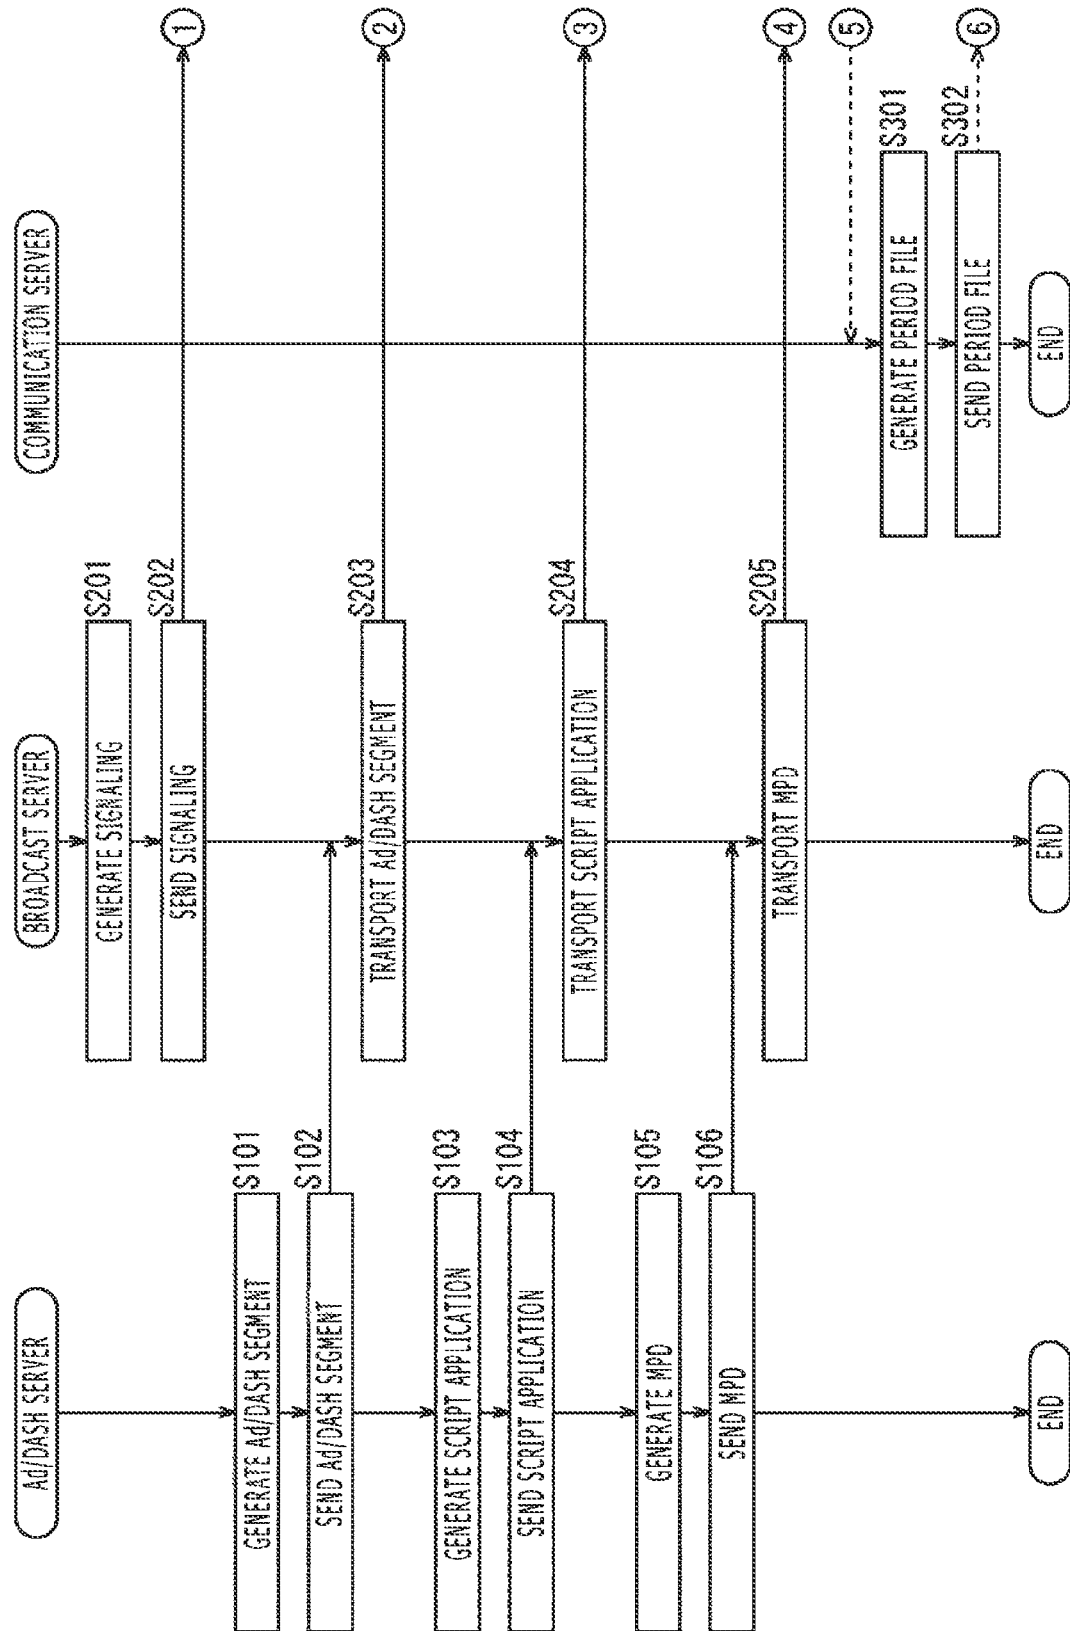 Ad/DASH SERVER
GENERATE Ad/DASH SEGMENT
S101
SEND Ad/DASH SEGMENT
S102
GENERATE SCRIPT APPLICATION
S103
SEND SCRIPT APPLICATION
S104
GENERATE MPD
S105
SEND MPD
S106
END
BROADCAST SERVER
GENERATE SIGNALING
S201
SEND SIGNALING
S202
TRANSPORT Ad/DASH SEGMENT
S203
TRANSPORT SCRIPT APPLICATION
S204
TRANSPORT MPD
S205
END
COMMUNICATION SERVER
GENERATE PERIOD FILE
S301
SEND PERIOD FILE
S302
END
1
2
3
4
5
6